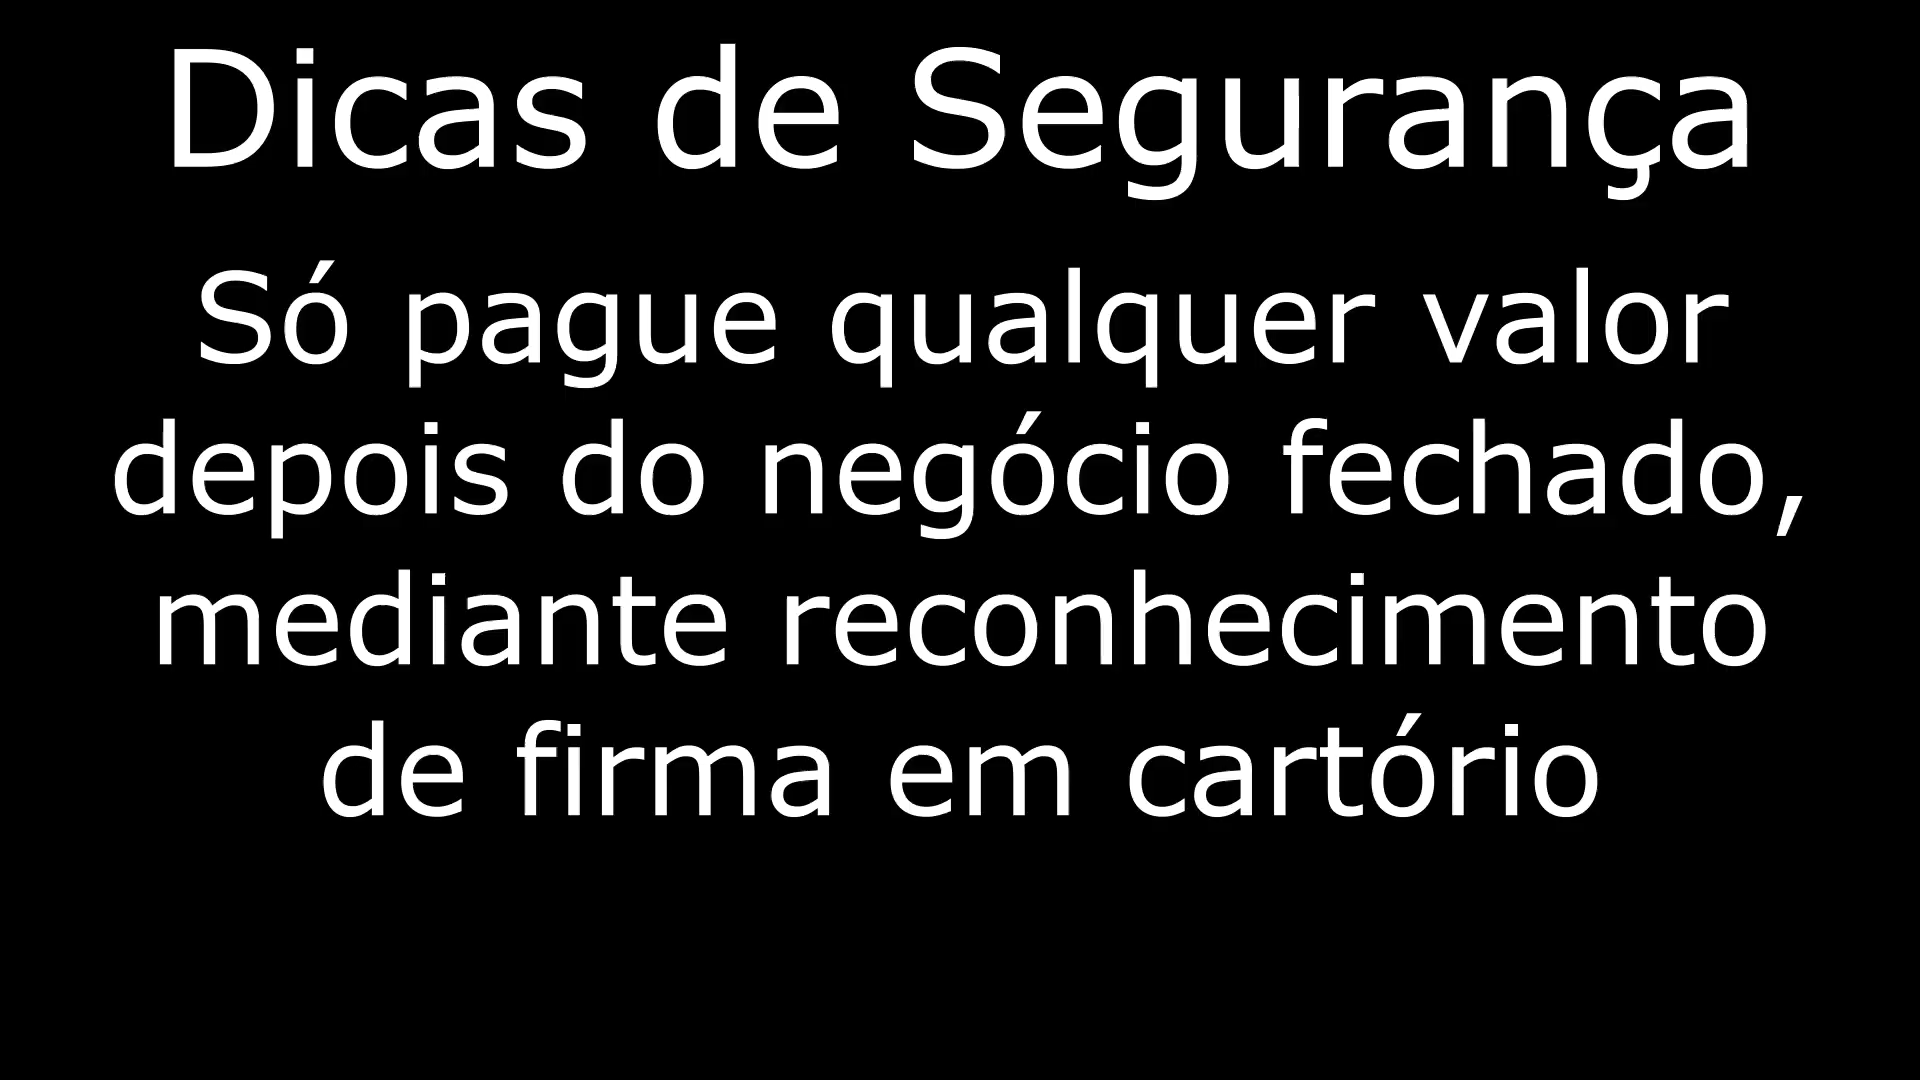 Dicas de Segurança
Só pague qualquer valor
depois do negócio fechado,
mediante reconhecimento
de firma em cartório